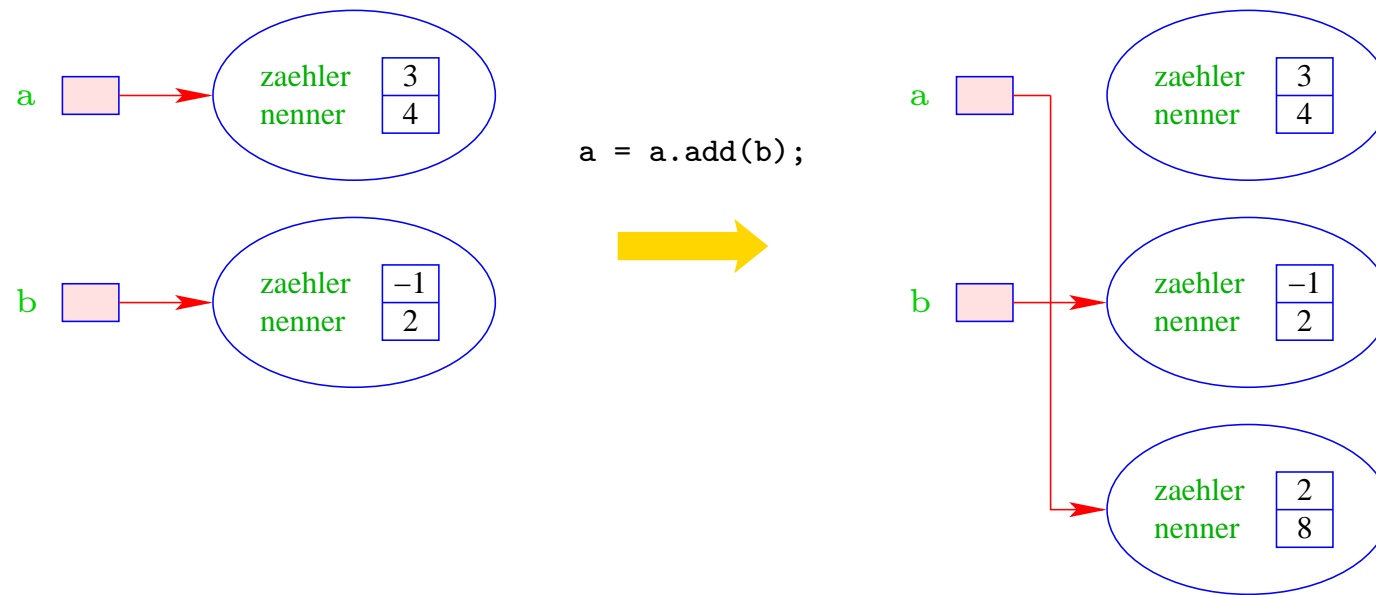 a
zaehler 3
nenner 4
b
zaehler –1
nenner 2
a = a.add(b);
a
zaehler 3
nenner 4
b
zaehler –1
nenner 2
zaehler 2
nenner 8